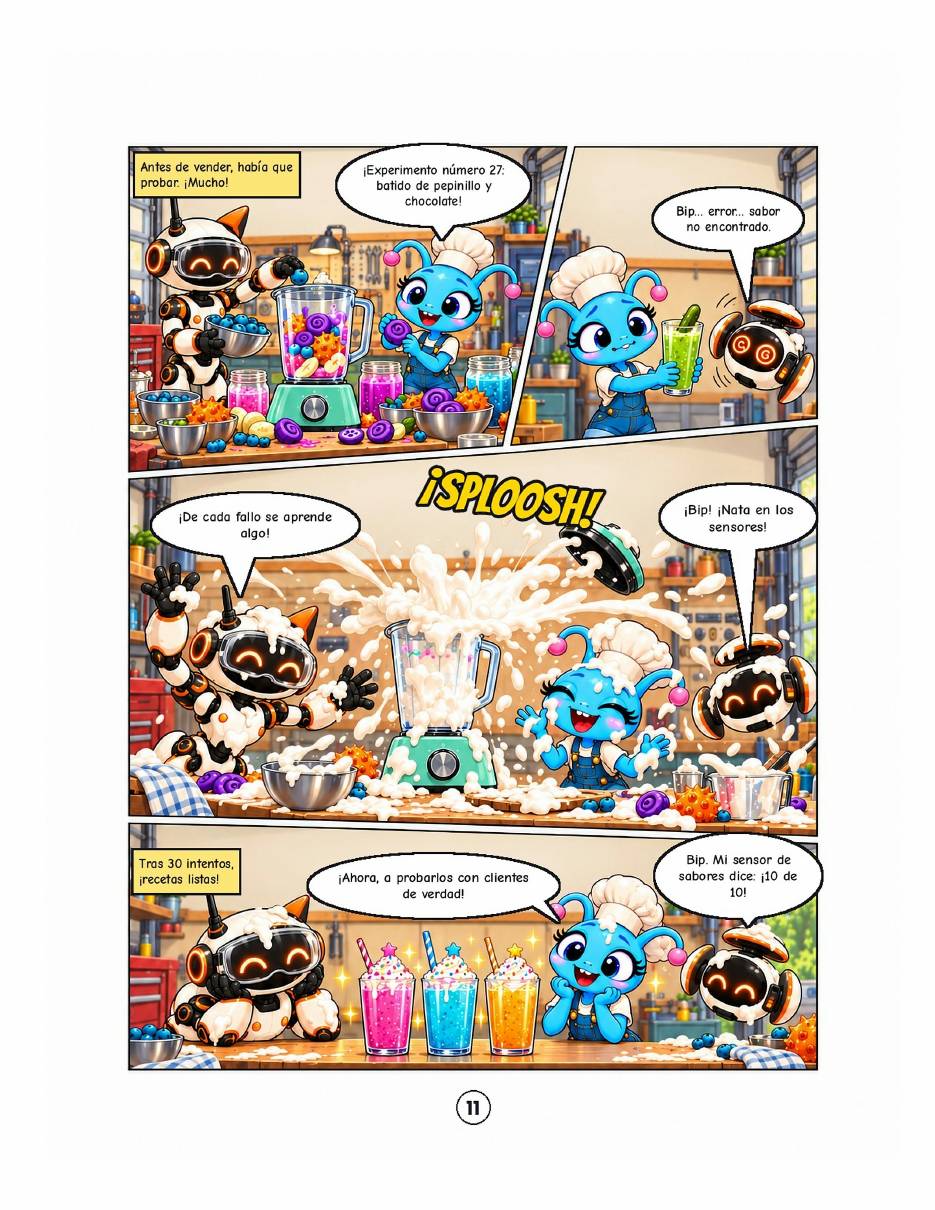 Antes de vender, había que
probar. ¡Mucho!
¡Experimento número 27:
batido de pepinillo y
chocolate!
Bip... error... sabor
no encontrado.
¡SPLOOSH!
¡De cada fallo se aprende
algo!
¡Bip! ¡Nata en los
sensores!
Tras 30 intentos,
¡recetas listas!
¡Ahora, a probarlos con clientes
de verdad!
Bip. Mi sensor de
sabores dice: ¡10 de
10!
11